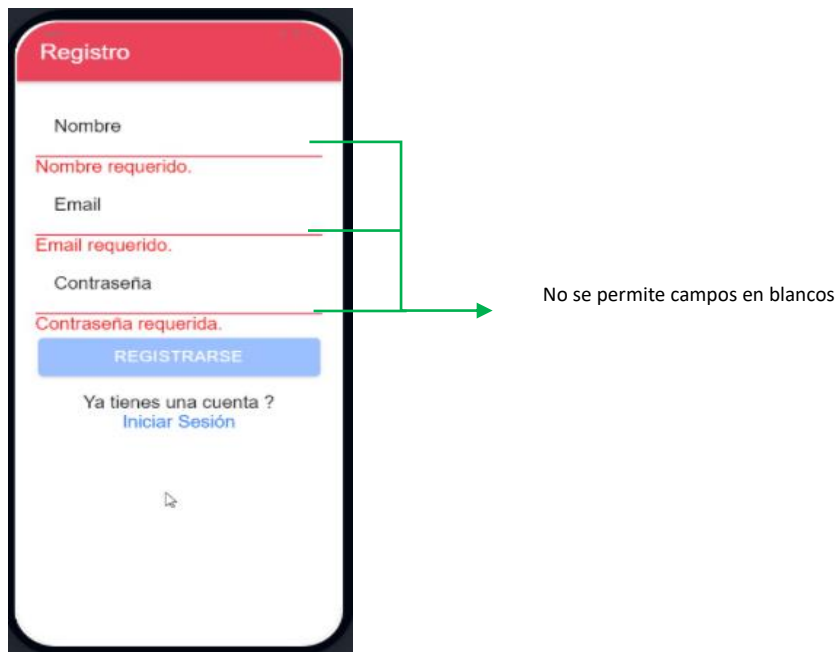 Registro
Nombre
Nombre requerido.
Email
Email requerido.
Contraseña
Contraseña requerida.
REGISTRARSE
Ya tienes una cuenta ?
Iniciar Sesión
No se permite campos en blancos